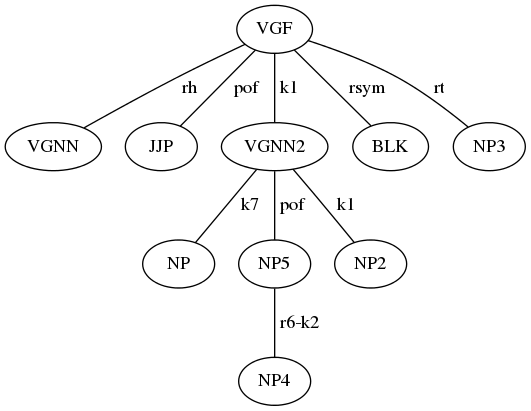 VGF
rh pof k1 rsym rt
VGNN JJP VGNN2 BLK NP3
k7 pof k1
NP NP5 NP2
r6-k2
NP4